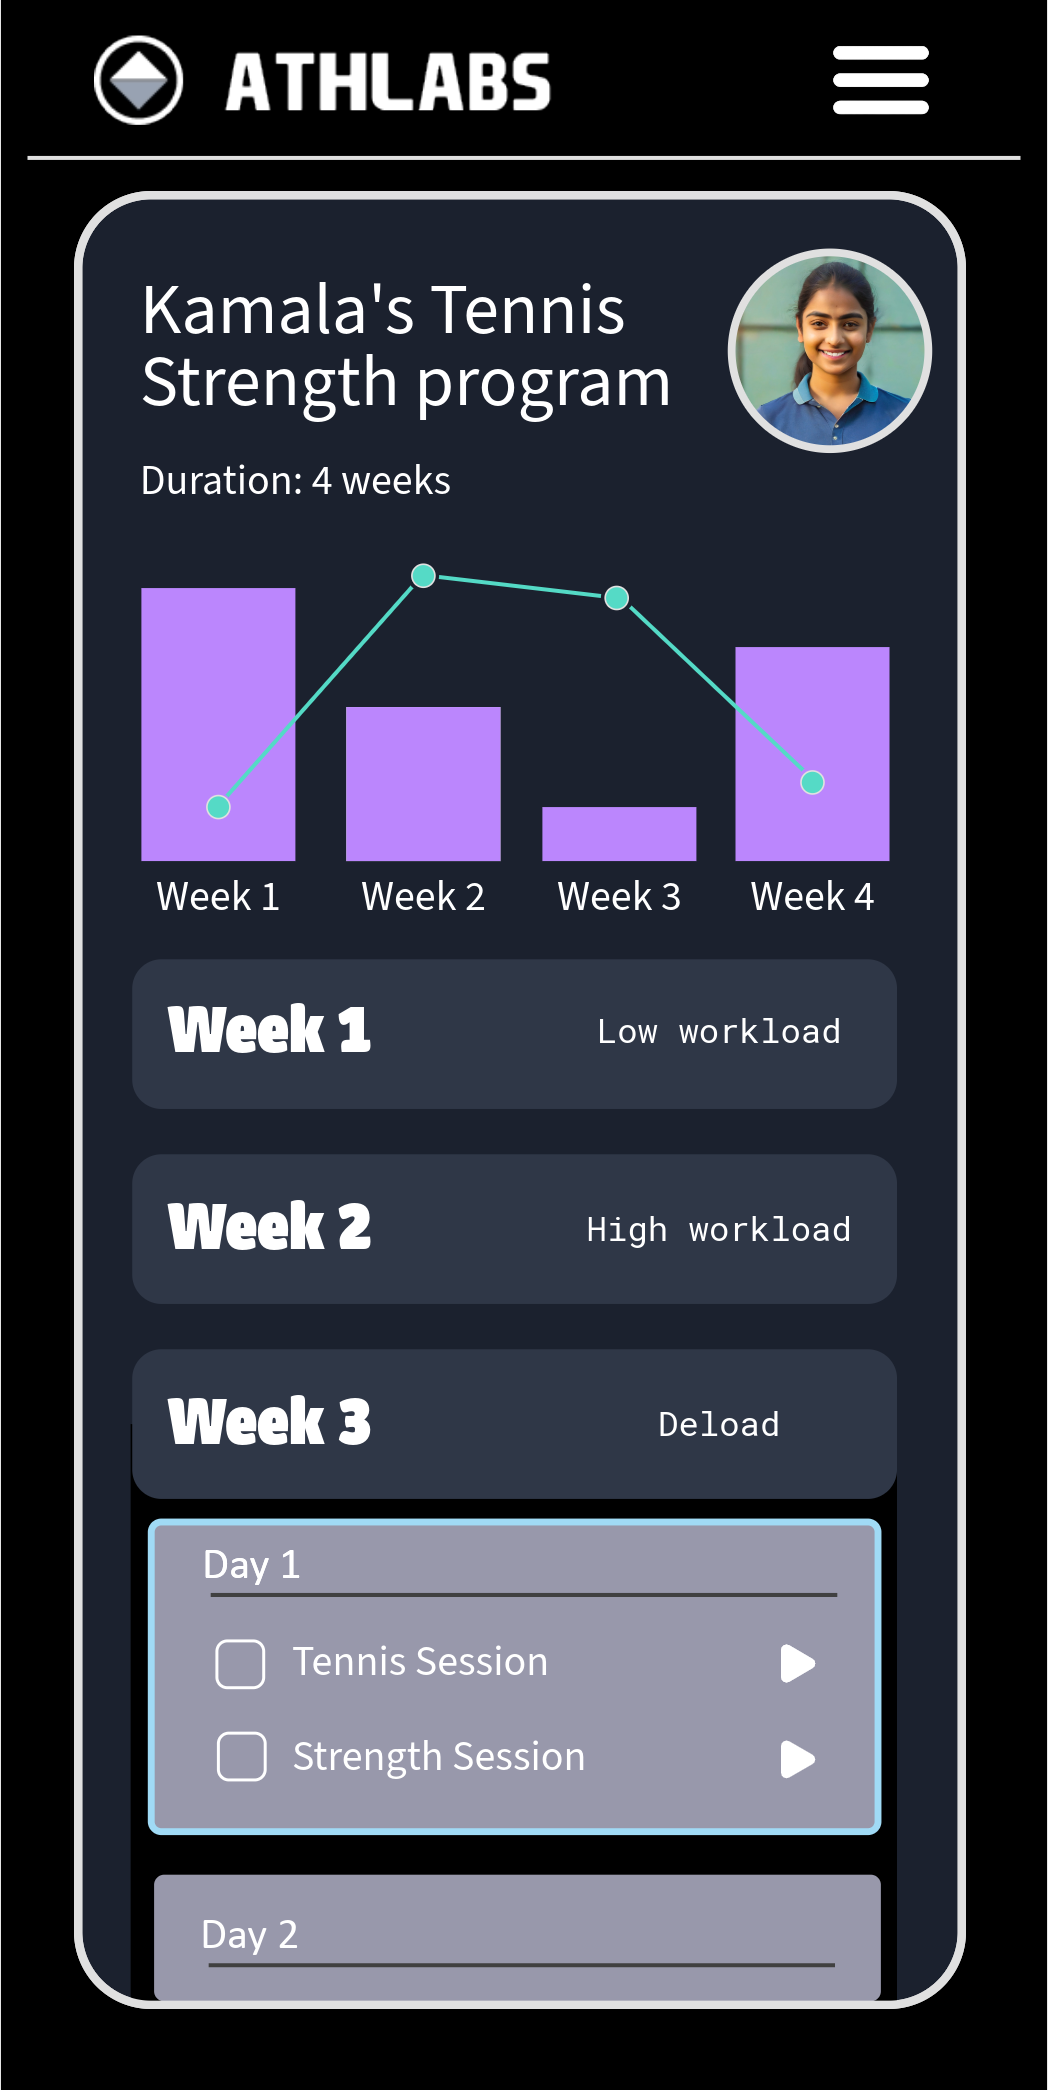 ATHLABS
Kamala's Tennis
Strength program
Duration: 4 weeks
Week 1 Week 2 Week 3 Week 4
Week 1 Low workload
Week 2 High workload
Week 3 Deload
Day 1
Tennis Session
Strength Session
Day 2